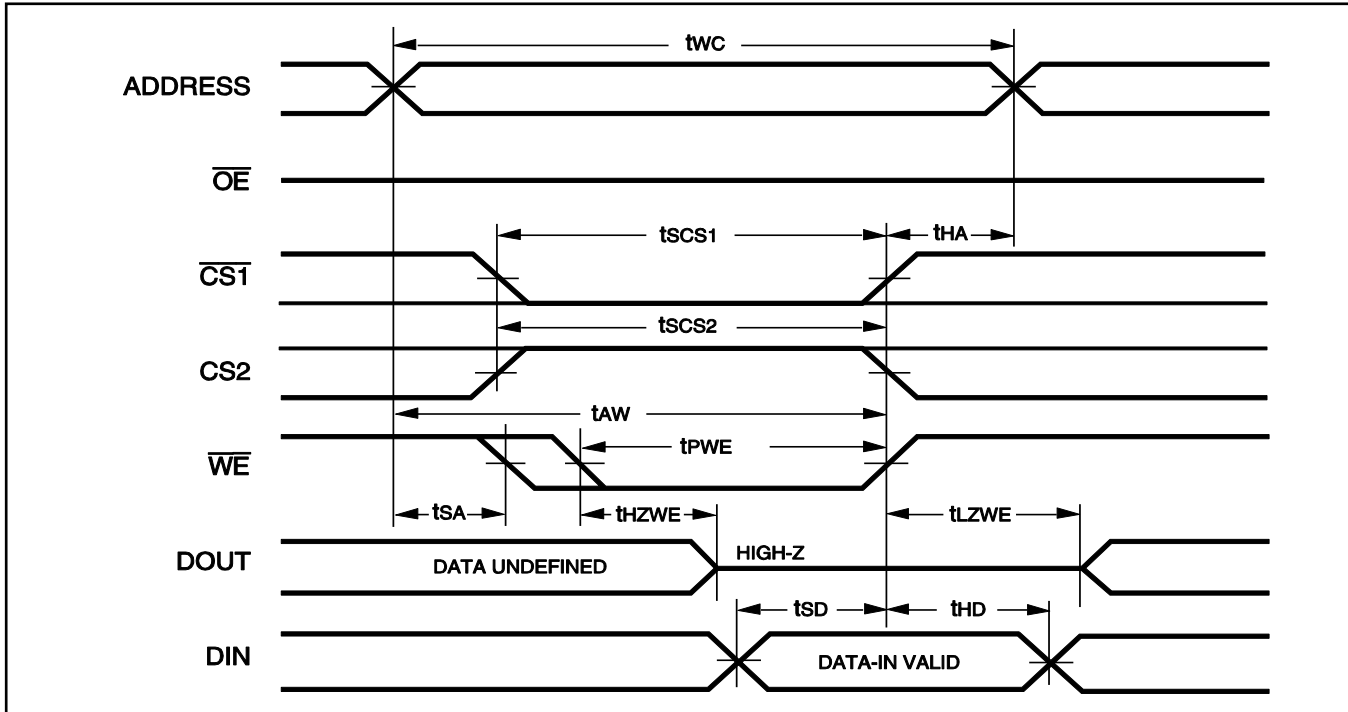 tWC
ADDRESS
OE
tSCS1
tHA
CS1
tSCS2
CS2
tAW
tPWE
WE
tSA
tHZWE
tLZWE
DOUT
DATA UNDEFINED
HIGH-Z
tSD
tHD
DIN
DATA-IN VALID